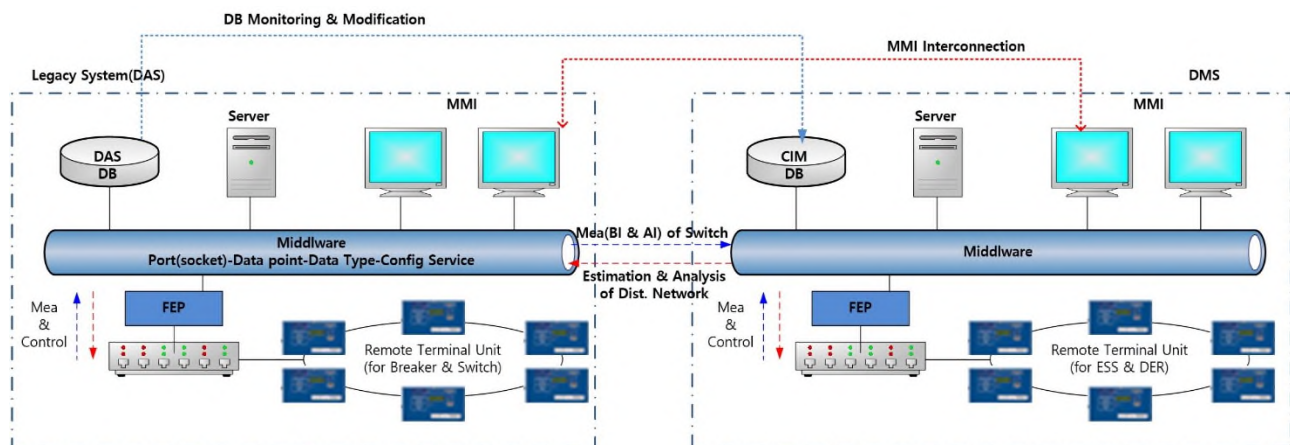 DB Monitoring & Modification
MMI Interconnection
Legacy System(DAS)
DMS
MMI
MMI
Server
Server
DAS
DB
CIM
DB
Middlware
Port(socket)-Data point-Data Type-Config Service
Mea(BI & AI) of Switch
Estimation & Analysis
of Dist. Network
Middlware
Mea
&
Control
FEP
Remote Terminal Unit
(for Breaker & Switch)
Mea
&
Control
FEP
Remote Terminal Unit
(for ESS & DER)